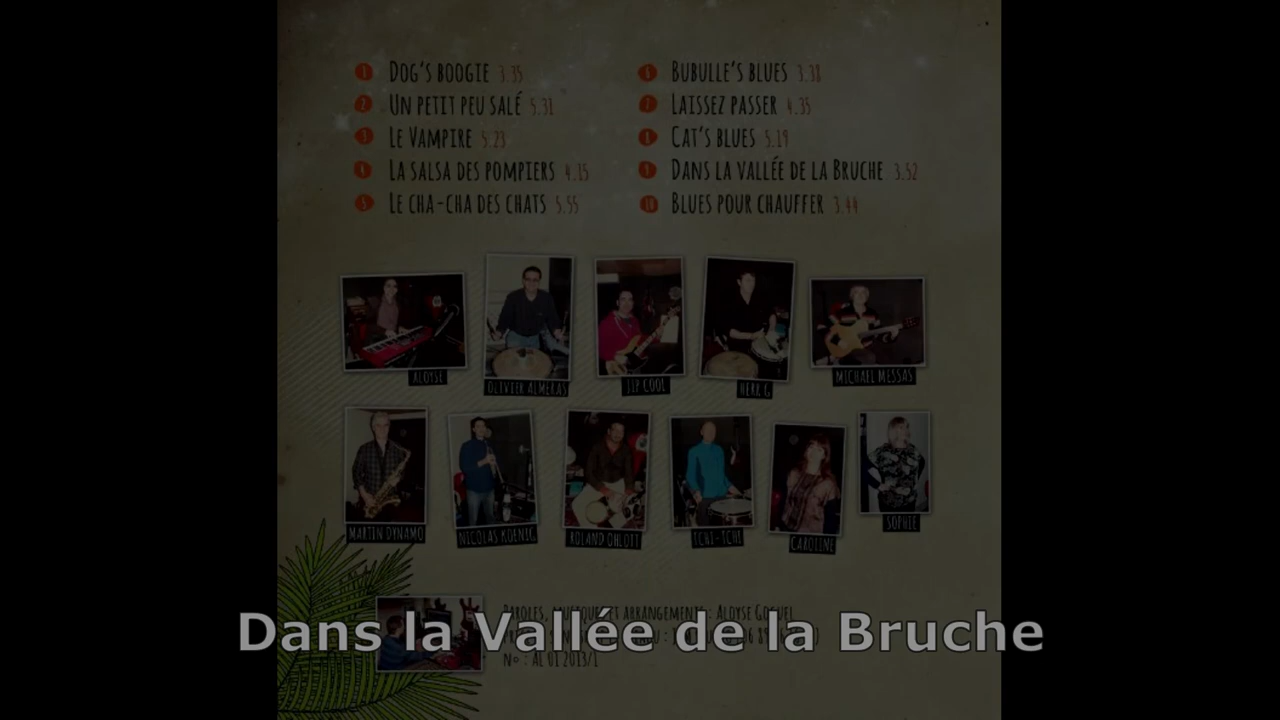 1 Dog's boogie 3.35
2 Un petit peu salé 5.31
3 Le Vampire 5.23
4 La salsa des pompiers 4.15
5 Le cha-cha des chats 5.55
6 Bubulle's blues 3.38
7 Laissez passer 4.35
8 Cat's blues 5.19
9 Dans la vallée de la Bruche 3.52
10 Blues pour chauffer 3.44
Aloyse
Olivier Almeras
Jip Cool
Herr G
Michael Messas
Martin Dynamo
Nicolas Koenig
Roland Ohlott
Tchi-Tchi
Caroline
Sophie
Paroles, musiques et arrangements : Aloyse Goguel
Dans la Vallée de la Bruche
No : AL 01 2013/1